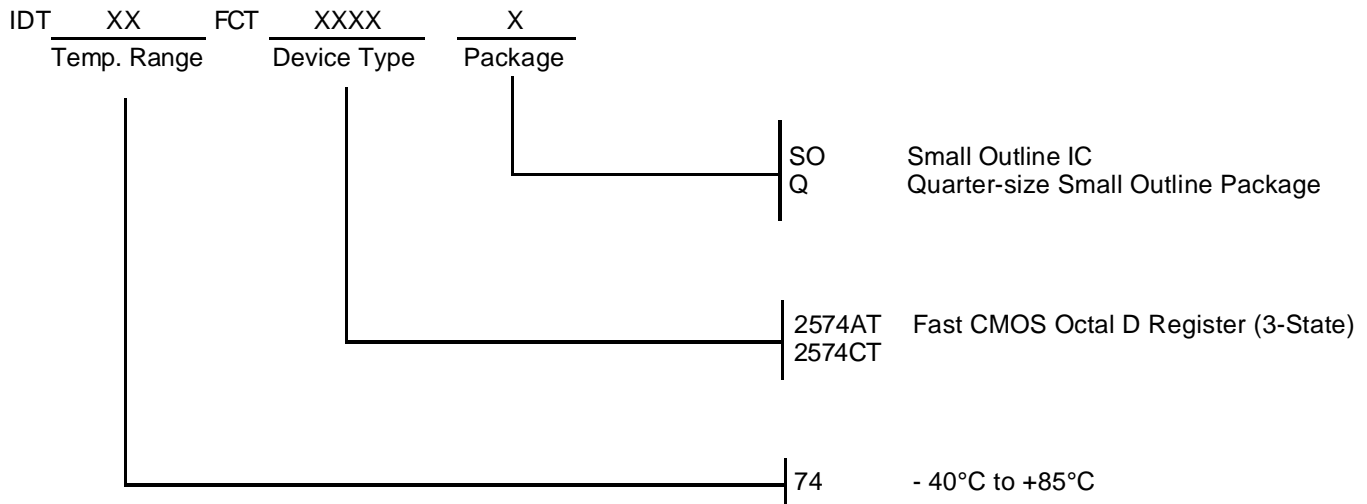 IDT XX FCT XXXX X
Temp. Range Device Type Package
SO Small Outline IC
Q Quarter-size Small Outline Package
2574AT Fast CMOS Octal D Register (3-State)
2574CT
74 - 40°C to +85°C